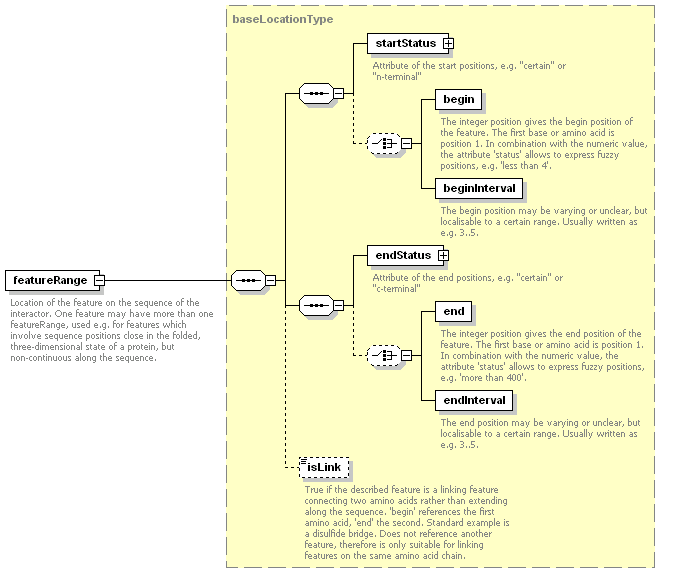 baseLocationType
startStatus
Attribute of the start positions, e.g. "certain" or
"n-terminal"
begin
The integer position gives the begin position of
the feature. The first base or amino acid is
position 1. In combination with the numeric value,
the attribute 'status' allows to express fuzzy
positions, e.g. 'less than 4'.
beginInterval
The begin position may be varying or unclear, but
localisable to a certain range. Usually written as
e.g. 3..5.
featureRange
Location of the feature on the sequence of the
interactor. One feature may have more than one
featureRange, used e.g. for features which
involve sequence positions close in the folded,
three-dimensional state of a protein, but
non-continuous along the sequence.
endStatus
Attribute of the end positions, e.g. "certain" or
"c-terminal"
end
The integer position gives the end position of the
feature. The first base or amino acid is position 1.
In combination with the numeric value, the
attribute 'status' allows to express fuzzy positions,
e.g. 'more than 400'.
endInterval
The end position may be varying or unclear, but
localisable to a certain range. Usually written as
e.g. 3..5.
isLink
True if the described feature is a linking feature
connecting two amino acids rather than extending
along the sequence. 'begin' references the first
amino acid, 'end' the second. Standard example is
a disulfide bridge. Does not reference another
feature, therefore is only suitable for linking
features on the same amino acid chain.